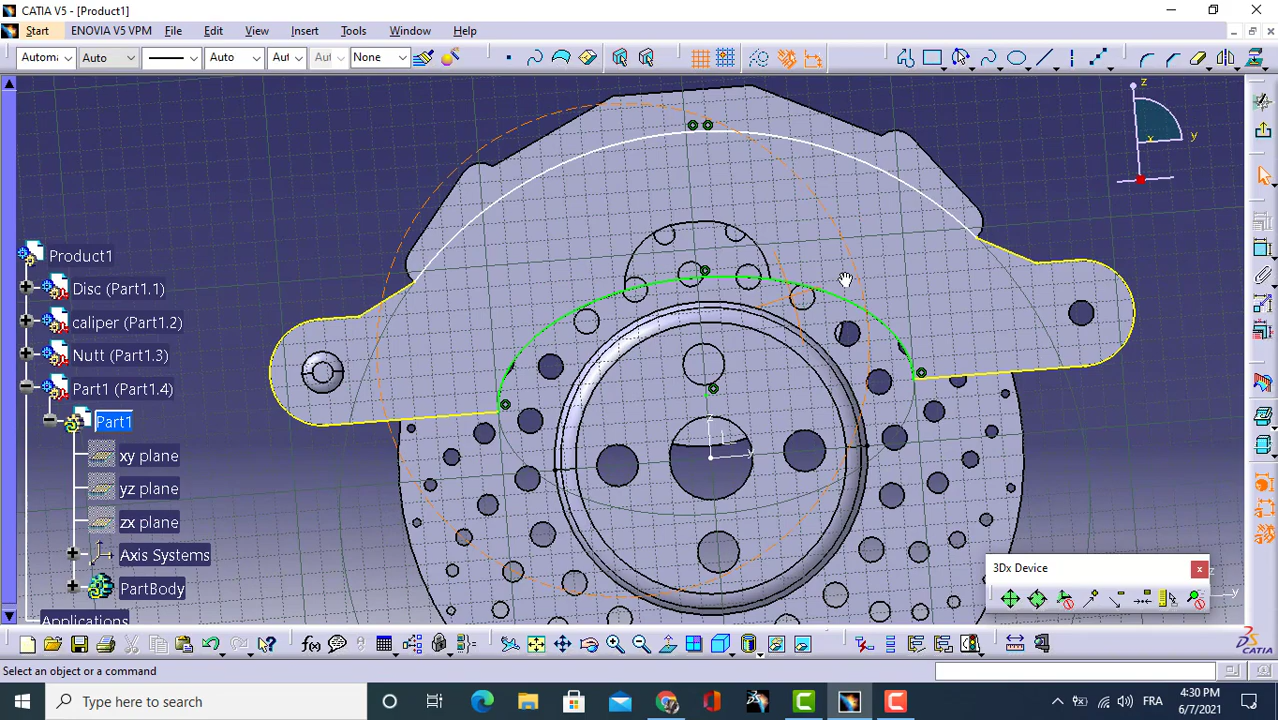 CATIA V5 - [Product1]
Start ENOVIA V5 VPM File Edit View Insert Tools Window Help
Automa Auto Auto Aut Aut None
z
y
x
Product1
Disc (Part1.1)
caliper (Part1.2)
Nutt (Part1.3)
Part1 (Part1.4)
Part1
xy plane
yz plane
zx plane
Axis Systems
PartBody
Applications
y
3Dx Device
z
y
f(x)
CATIA
Select an object or a command
Type here to search
FRA
4:30 PM
6/7/2021